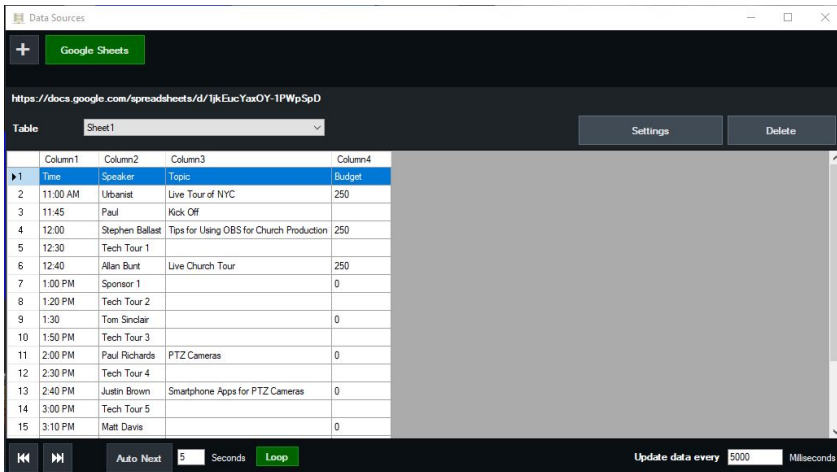 Data Sources
+ Google Sheets
https://docs.google.com/spreadsheets/d/1jkEucYaxOY-1PWpSpD
Table Sheet1 Settings Delete
Column1 Column2 Column3 Column4
1 Time Speaker Topic Budget
2 11:00 AM Urbanist Live Tour of NYC 250
3 11:45 Paul Kick Off
4 12:00 Stephen Ballast Tips for Using OBS for Church Production 250
5 12:30 Tech Tour 1
6 12:40 Allan Bunt Live Church Tour 250
7 1:00 PM Sponsor 1 0
8 1:20 PM Tech Tour 2
9 1:30 Tom Sinclair 0
10 1:50 PM Tech Tour 3
11 2:00 PM Paul Richards PTZ Cameras 0
12 2:30 PM Tech Tour 4
13 2:40 PM Justin Brown Smartphone Apps for PTZ Cameras 0
14 3:00 PM Tech Tour 5
15 3:10 PM Matt Davis 0
Auto Next 5 Seconds Loop Update data every 5000 Milliseconds